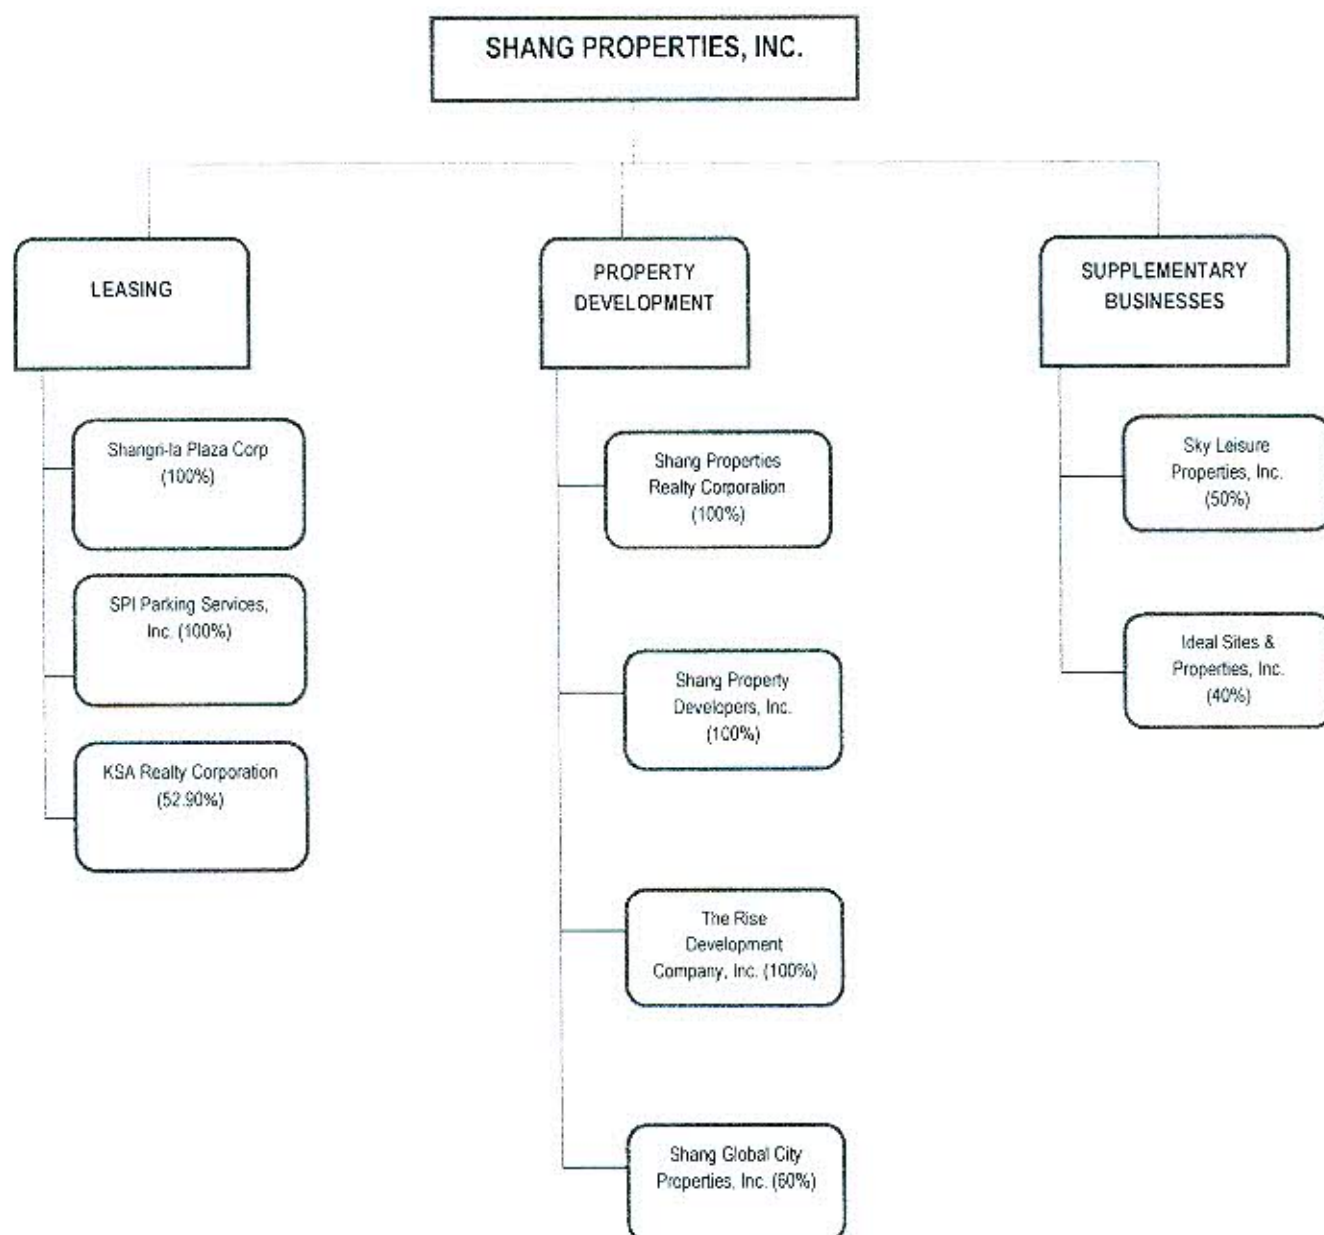 SHANG PROPERTIES, INC.
LEASING
Shangri-la Plaza Corp
(100%)
SPI Parking Services,
Inc. (100%)
KSA Realty Corporation
(52.90%)
PROPERTY
DEVELOPMENT
Shang Properties
Realty Corporation
(100%)
Shang Property
Developers, Inc.
(100%)
The Rise
Development
Company, Inc. (100%)
Shang Global City
Properties, Inc. (60%)
SUPPLEMENTARY
BUSINESSES
Sky Leisure
Properties, Inc.
(50%)
Ideal Sites &
Properties, Inc.
(40%)